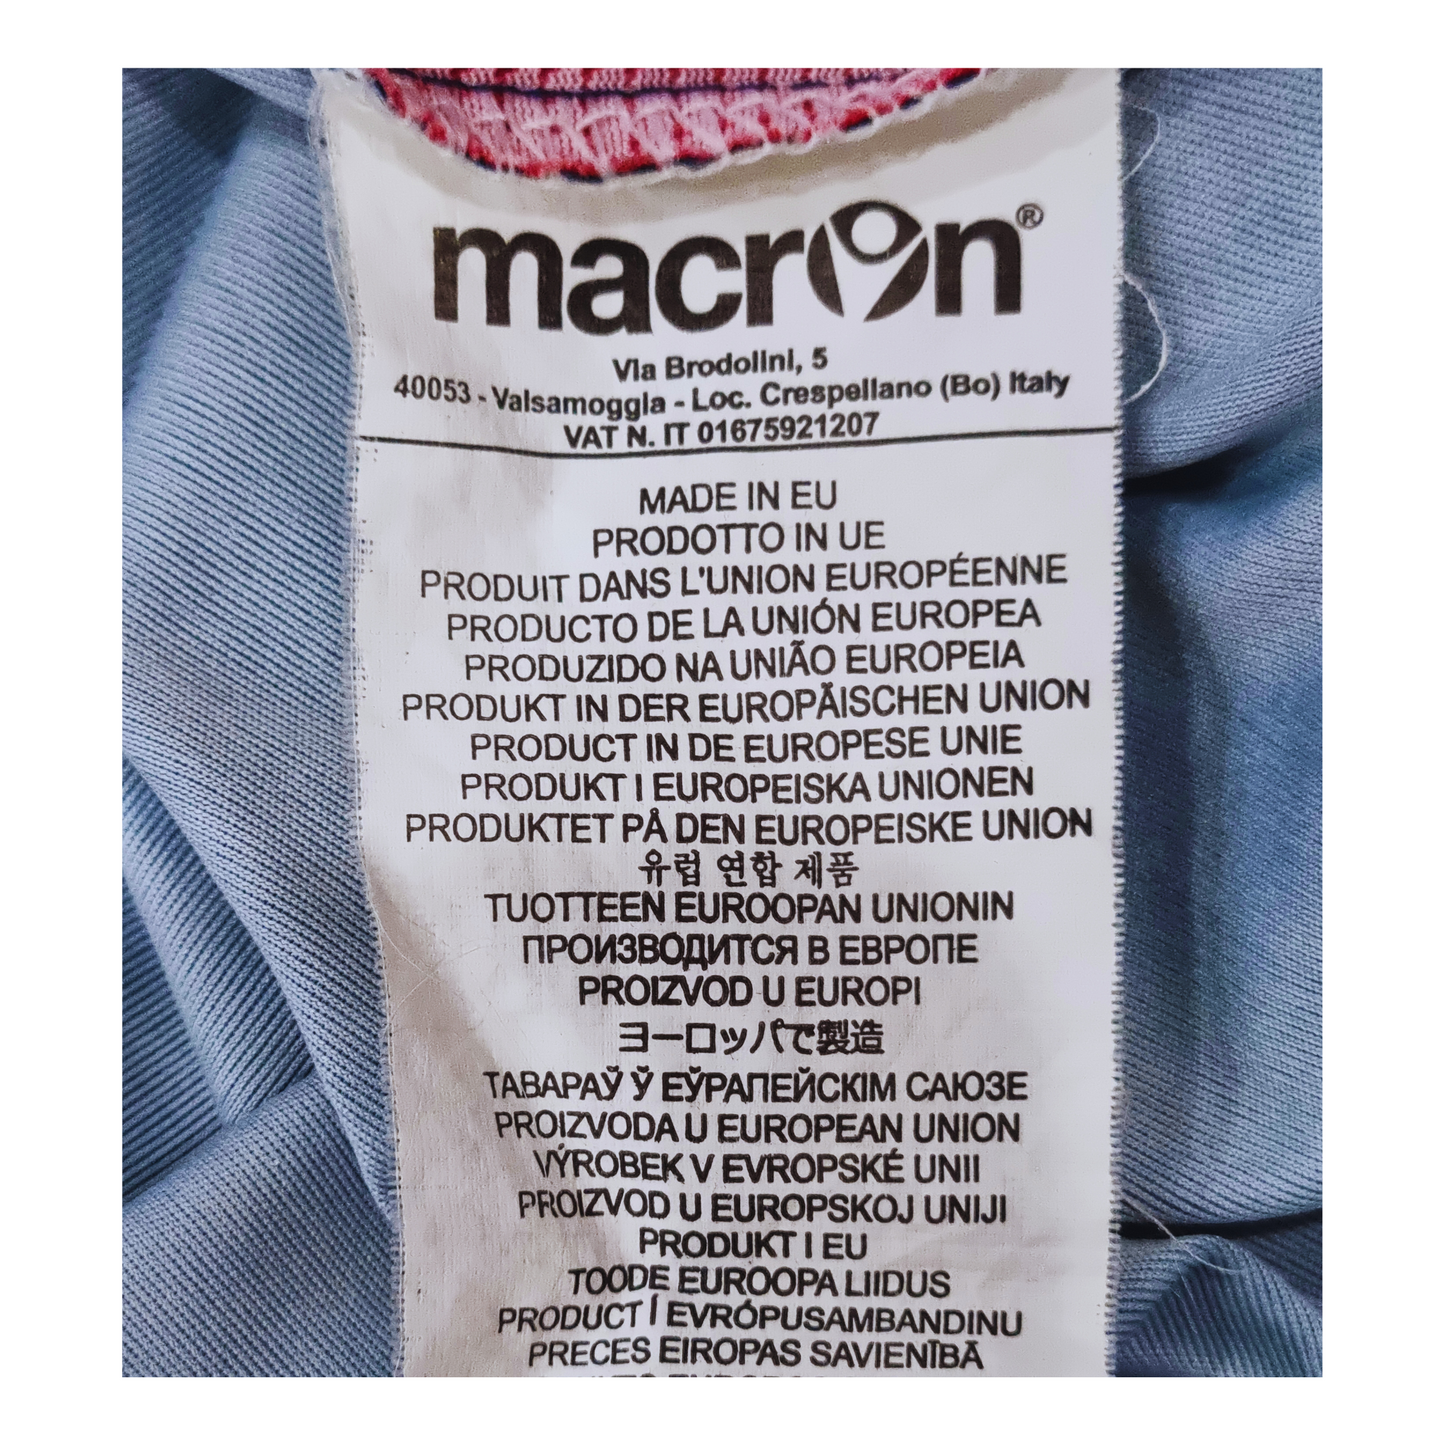 macron®
Via Brodolini, 5
40053 - Valsamoggia - Loc. Crespellano (Bo) Italy
VAT N. IT 01675921207
MADE IN EU
PRODOTTO IN UE
PRODUIT DANS L'UNION EUROPÉENNE
PRODUCTO DE LA UNIÓN EUROPEA
PRODUZIDO NA UNIÃO EUROPEIA
PRODUKT IN DER EUROPÄISCHEN UNION
PRODUCT IN DE EUROPESE UNIE
PRODUKT I EUROPEISKA UNIONEN
PRODUKTET PÅ DEN EUROPEISKE UNION
유럽 연합 제품
TUOTTEEN EUROOPAN UNIONIN
ПРОИЗВОДИТСЯ В ЕВРОПЕ
PROIZVOD U EUROPI
ヨーロッパで製造
ТАВАРАЎ Ў ЕЎРАПЕЙСКІМ САЮЗЕ
PROIZVODA U EUROPEAN UNION
VÝROBEK V EVROPSKÉ UNII
PROIZVOD U EUROPSKOJ UNIJI
PRODUKT I EU
TOODE EUROOPA LIIDUS
PRODUCT Í EVRÓPUSAMBANDINU
PRECES EIROPAS SAVIENĪBĀ